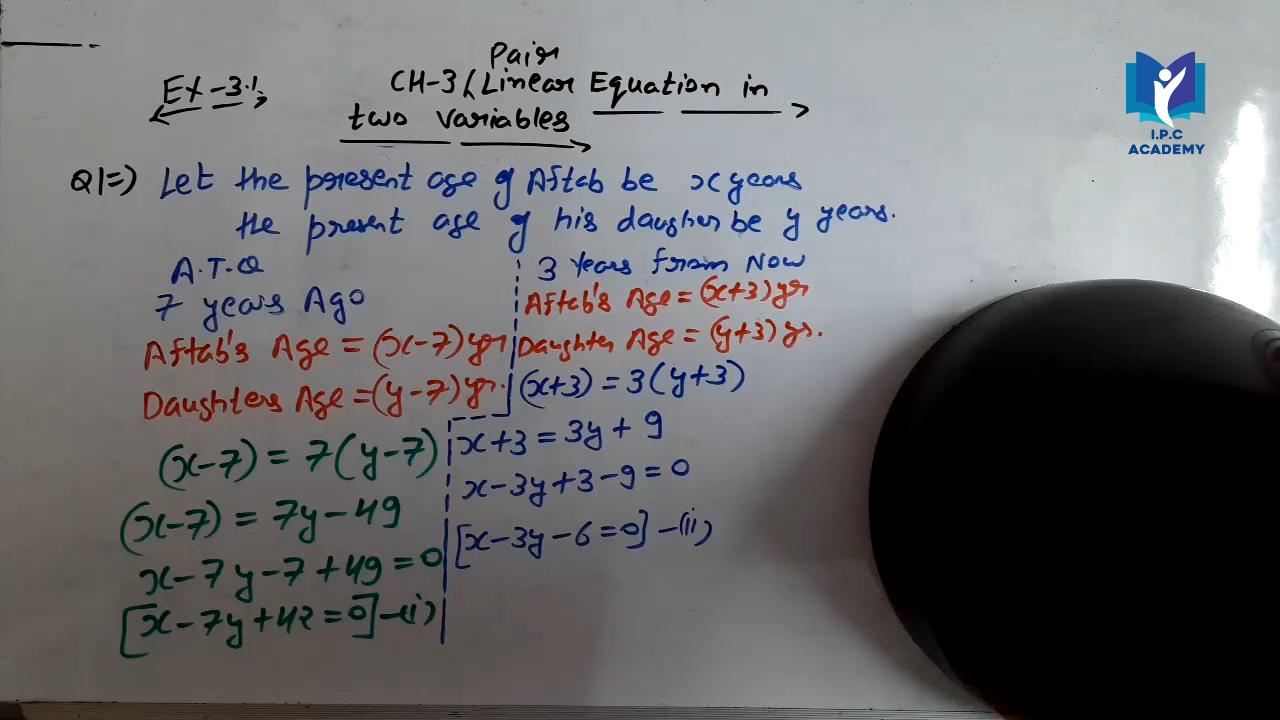 Ex-3.1
Pair
CH-3 Linear Equation in
two variables
I.P.C
ACADEMY
Q1=) Let the present age of Aftab be x years
the present age of his daugher be y years.
A.T.Q
7 years Ago
Aftab's Age = (x-7) yr
Daughters Age = (y-7) yr.
(x-7) = 7(y-7)
(x-7) = 7y-49
x-7y-7+49=0
[x-7y+42=0]-(i)
3 Years from Now
Aftab's Age = (x+3) yr
Daughter Age = (y+3) yr.
(x+3) = 3(y+3)
x+3 = 3y+9
x-3y+3-9=0
[x-3y-6=0]-(ii)